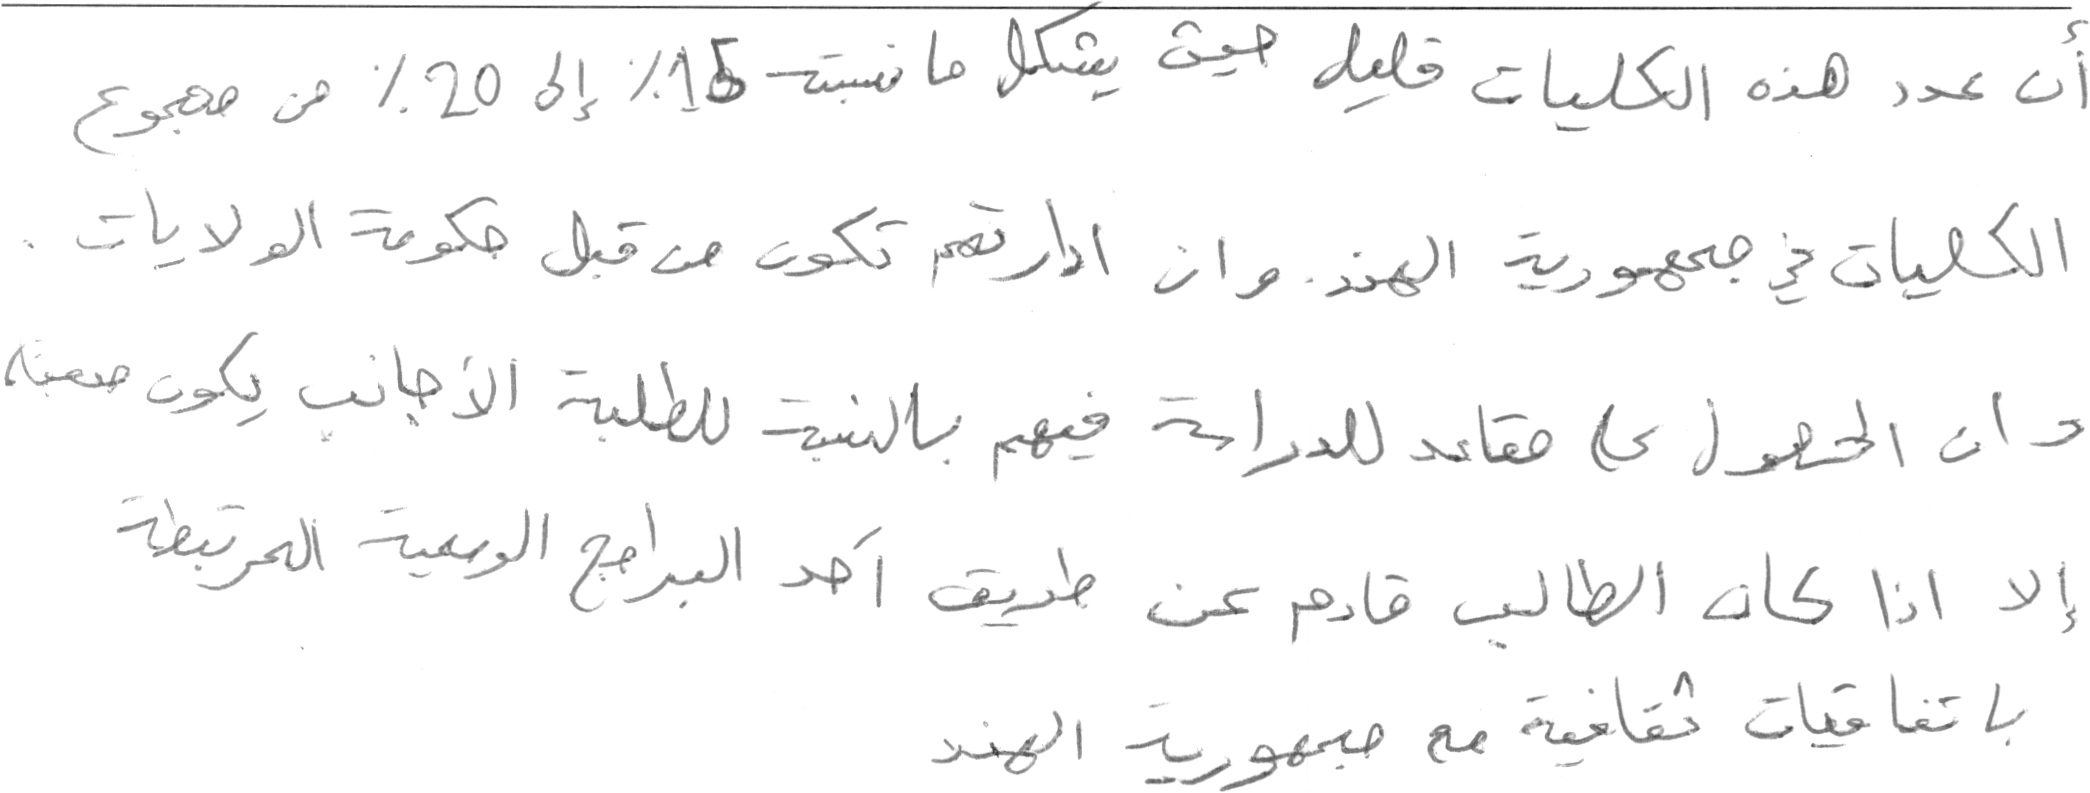 أن عدد هذه الكليات قليل حيث يشكل ما نسبته 15٪ إلى 20٪ من مجموع
الكليات في جمهورية الهند. وان ادارتهم تكون من قبل حكومة الولايات.
وان الحصول على مقاعد للدراسة فيهم بالنسبة للطلبة الأجانب يكون صعبة
إلا اذا كان الطالب قادم عن طريق أحد البرامج الرسمية المرتبطة
باتفاقيات ثقافية مع جمهورية الهند